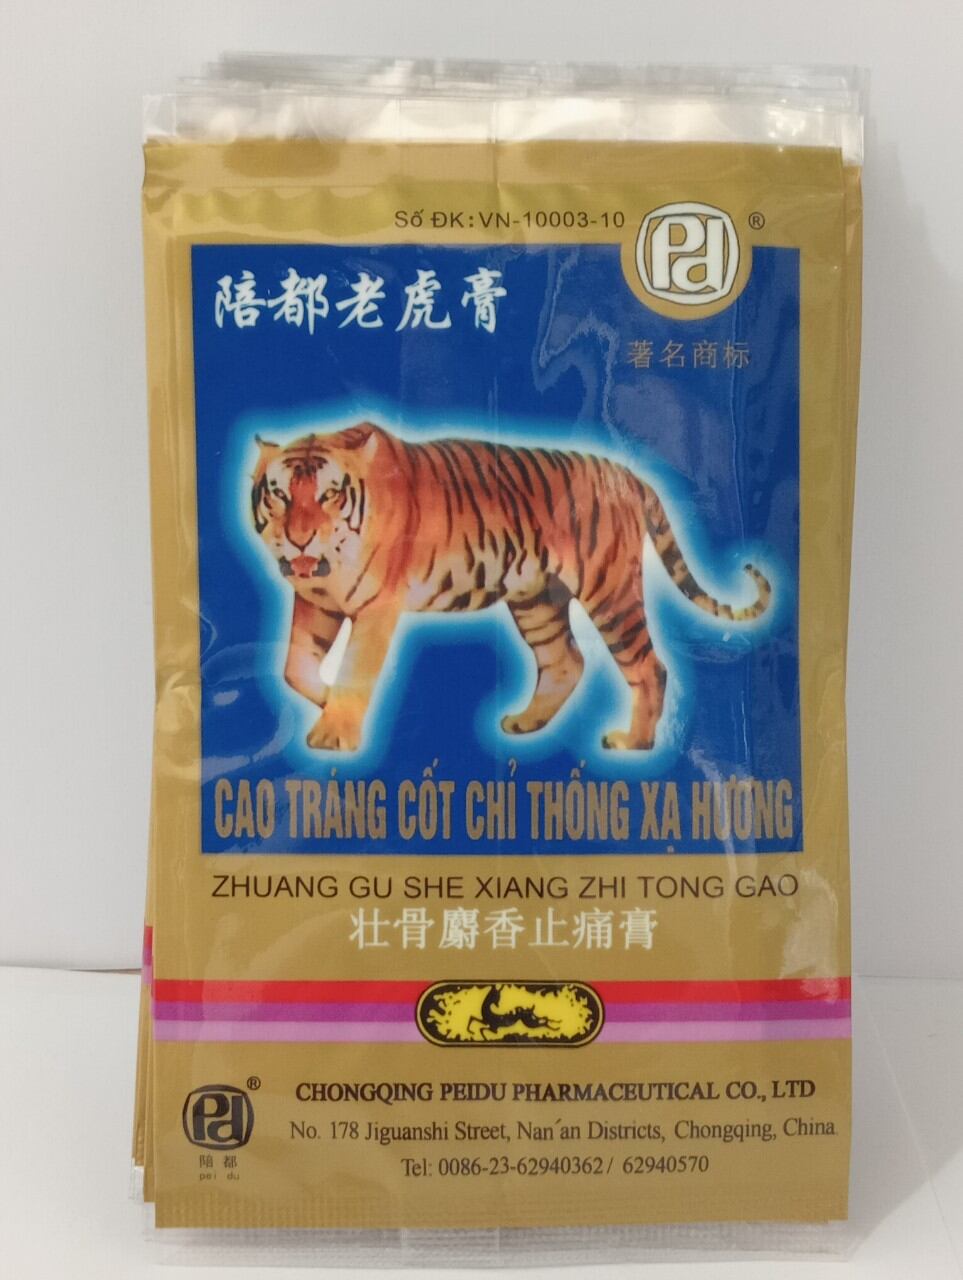 Số ĐK: VN-10003-10
Pd ®
陪都老虎膏
著名商标
CAO TRÁNG CỐT CHỈ THỐNG XẠ HƯƠNG
ZHUANG GU SHE XIANG ZHI TONG GAO
壮骨麝香止痛膏
Pd ®
陪都
pei du
CHONGQING PEIDU PHARMACEUTICAL CO., LTD
No. 178 Jiguanshi Street, Nan´an Districts, Chongqing, China.
Tel: 0086-23-62940362 / 62940570